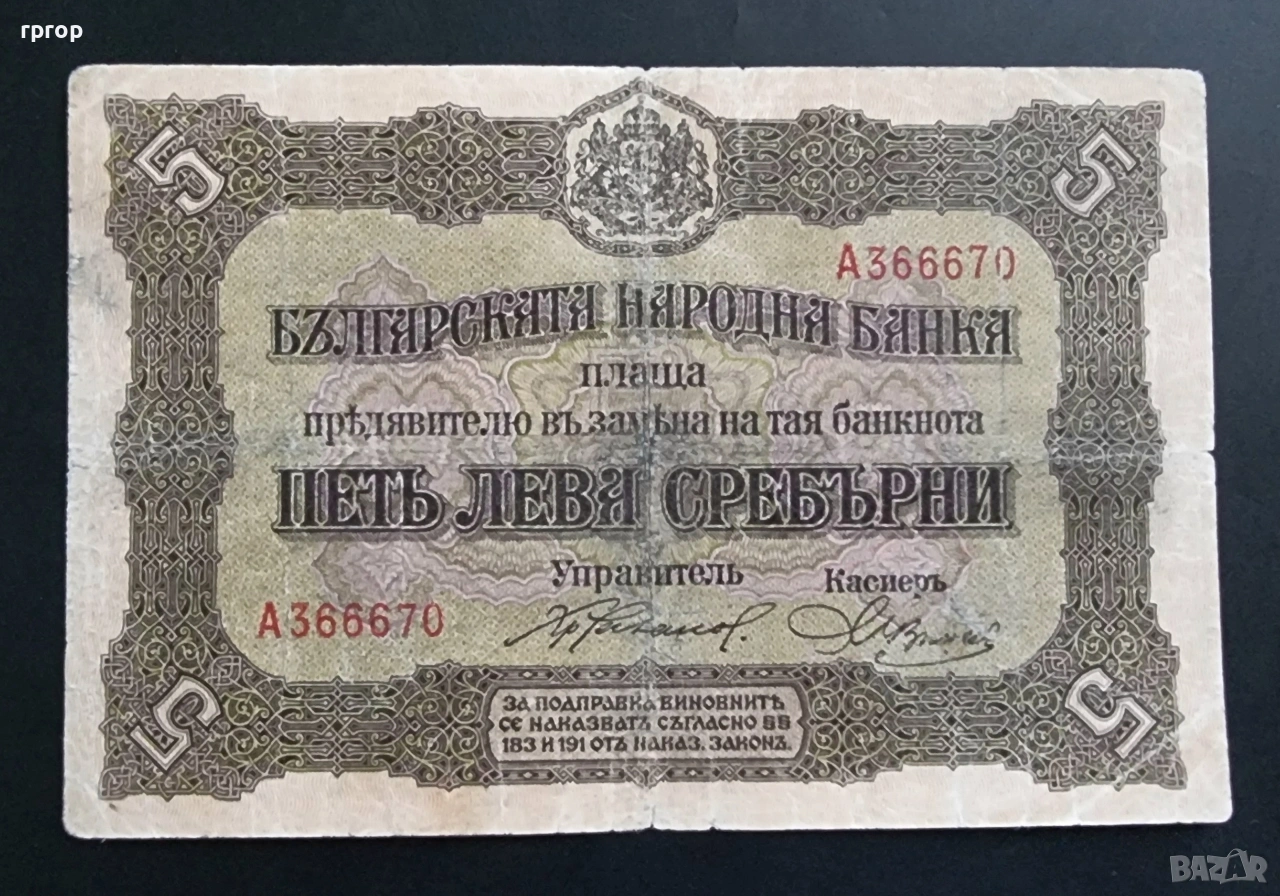 гргор
5 5
А366670
БЪЛГАРСКАТА НАРОДНА БАНКА
плаща
прѣдявителю въ замѣна на тая банкнота
ПЕТЬ ЛЕВА СРЕБЪРНИ
Управитель Касиеръ
А366670
5 5
ЗА ПОДПРАВКА ВИНОВНИТѢ
СЕ НАКАЗВАТЪ СЪГЛАСНО §§
183 И 191 ОТЪ НАКАЗ. ЗАКОНЪ.
BAZAR